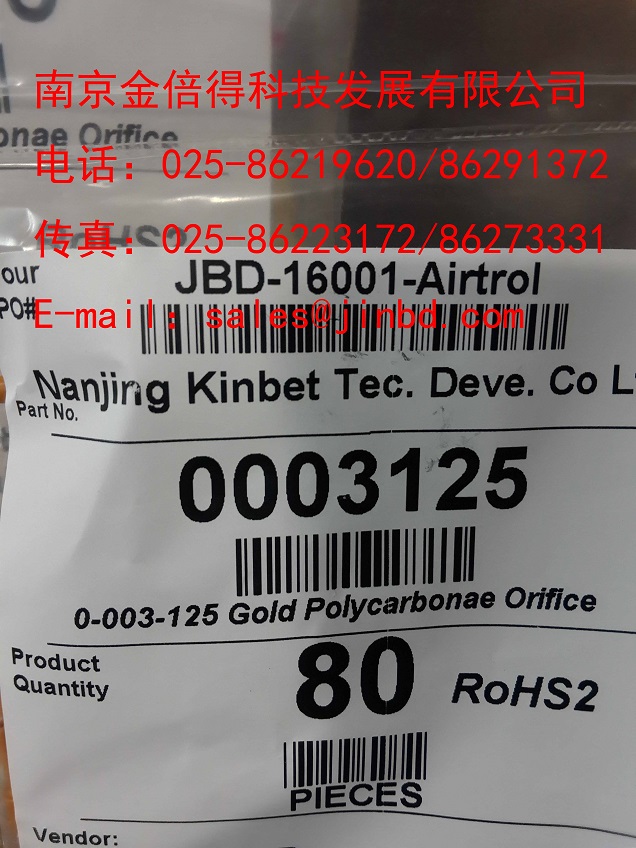 onae Orifice
南京金倍得科技发展有限公司
电话：025-86219620/86291372
传真：025-86223172/86273331
our
PO#
JBD-16001-Airtrol
E-mail：sales@jinbd.com
Nanjing Kinbet Tec. Deve. Co
Part No.
0003125
0-003-125 Gold Polycarbonae Orifice
Product
Quantity
80
RoHS2
PIECES
Vendor: